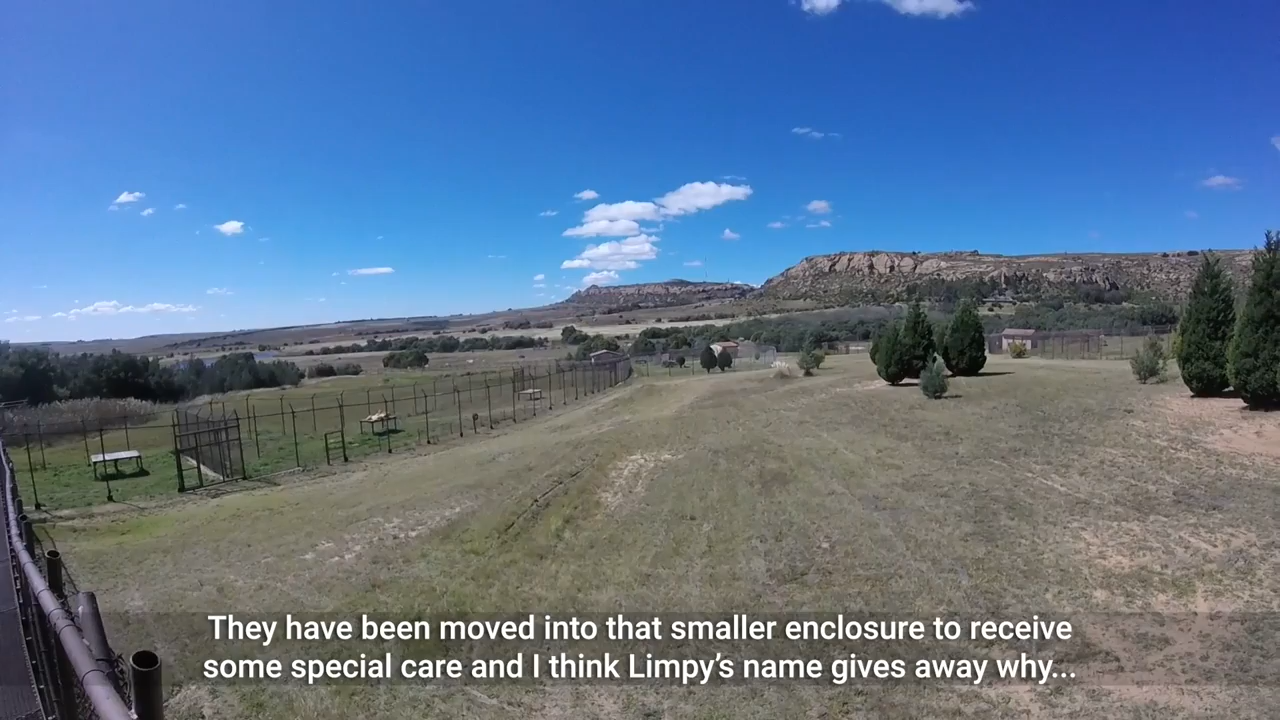 They have been moved into that smaller enclosure to receive
some special care and I think Limpy’s name gives away why...